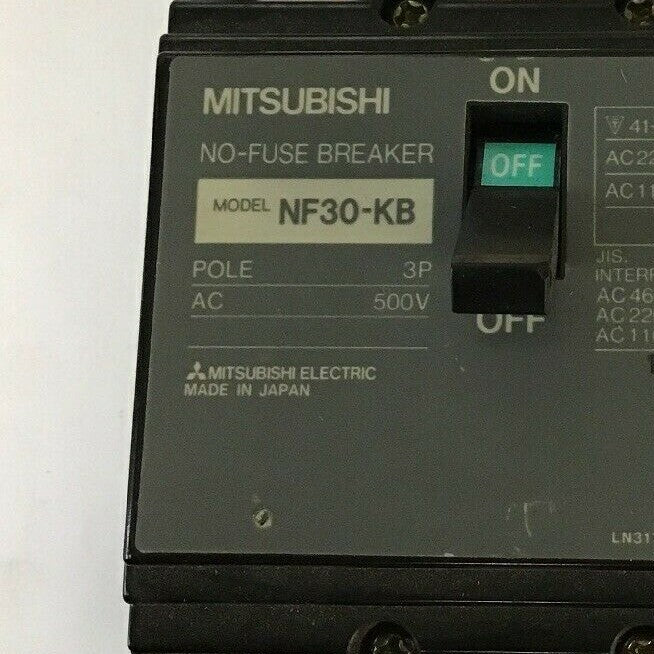 MITSUBISHI
NO-FUSE BREAKER
MODEL NF30-KB
POLE 3P
AC 500V
MITSUBISHI ELECTRIC
MADE IN JAPAN
ON
OFF
OFF
JIS.